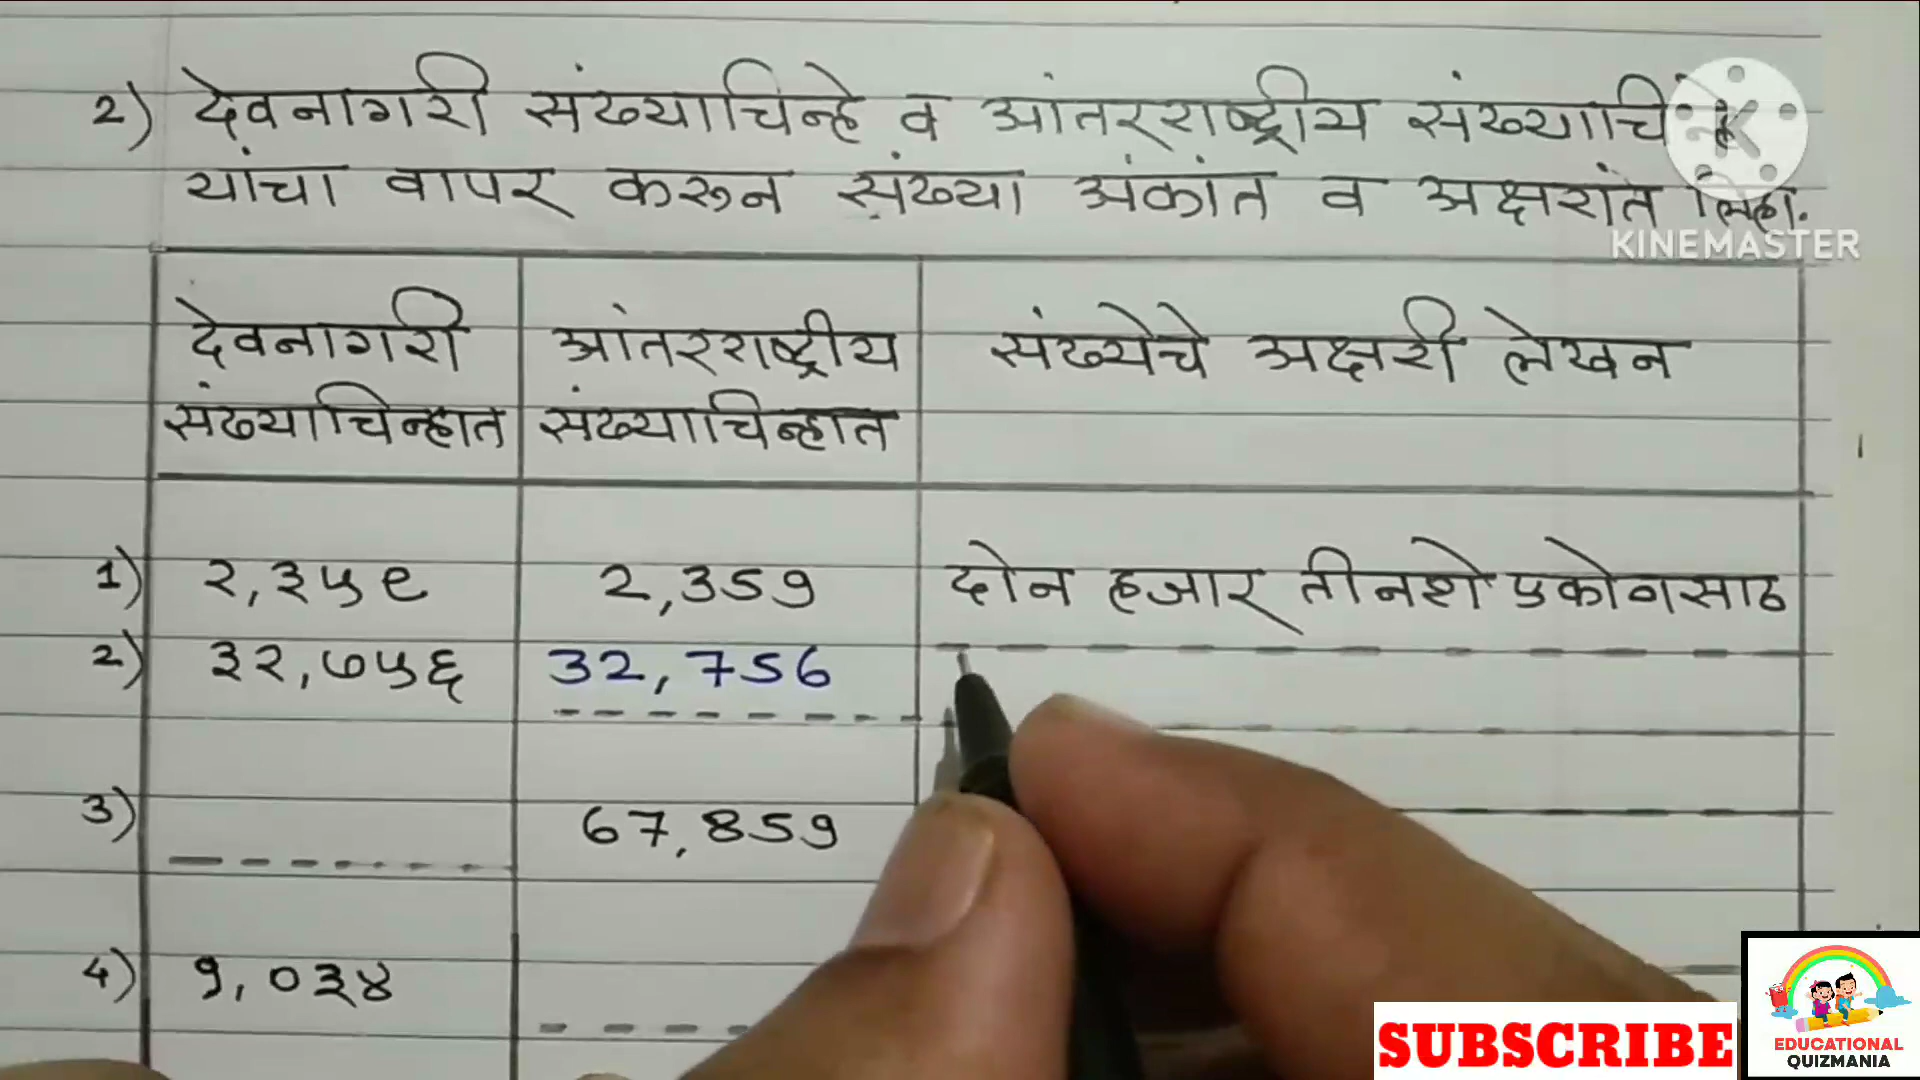 2) देवनागरी संख्याचिन्हे व आंतरराष्ट्रीय
यांचा वापर करून संख्या अंकांत व अक्षरांत लिहा.
KINEMASTER
देवनागरी संख्याचिन्हात
आंतरराष्ट्रीय संख्याचिन्हात
संख्येचे अक्षरी लेखन
1) २,३५९ 2,359 दोन हजार तीनशे एकोणसाठ
2) ३२,७५६ 32,756
3) 67,859
4) १,०३४
SUBSCRIBE
EDUCATIONAL
QUIZMANIA